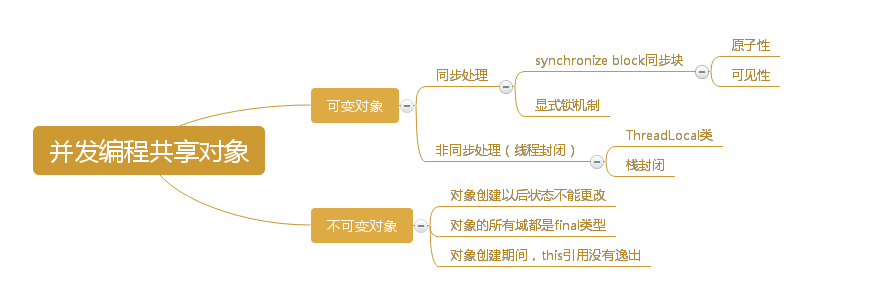 并发编程共享对象
可变对象
同步处理
synchronize block同步块
原子性
可见性
显式锁机制
非同步处理（线程封闭）
ThreadLocal类
栈封闭
不可变对象
对象创建以后状态不能更改
对象的所有域都是final类型
对象创建期间，this引用没有逸出